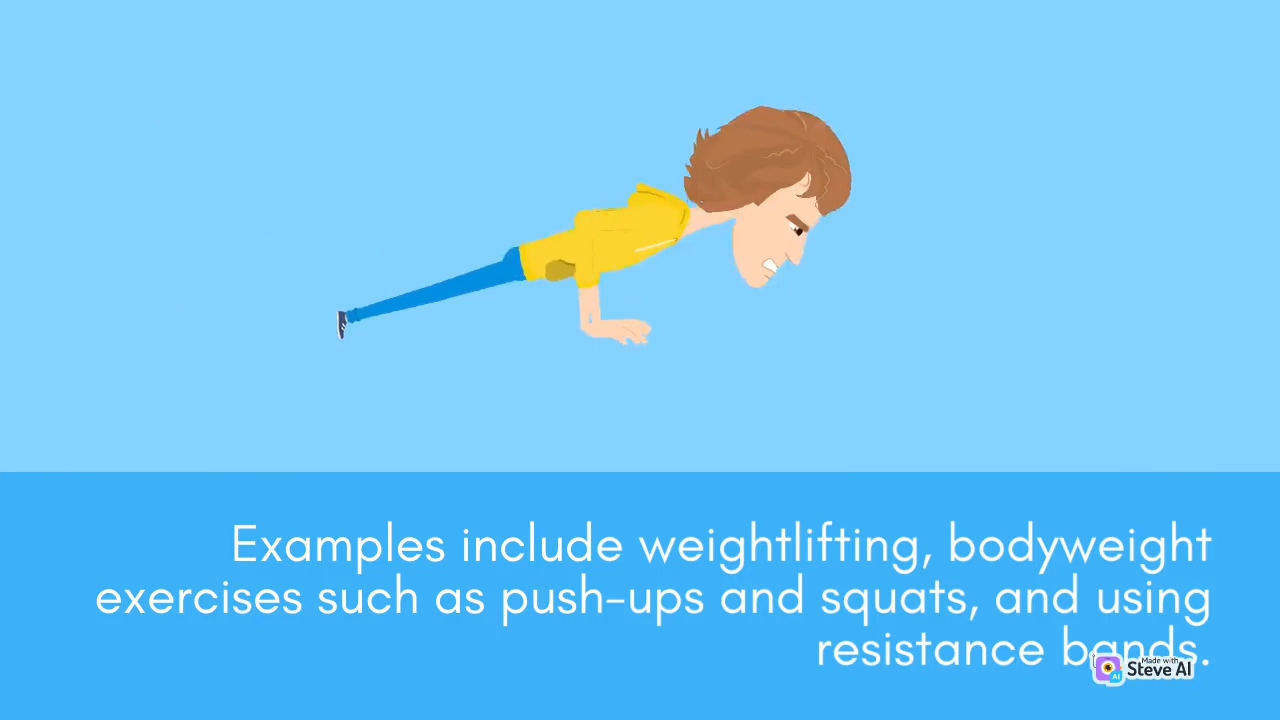 Examples include weightlifting, bodyweight
exercises such as push-ups and squats, and using
resistance bands.
Made with
Steve AI
AI